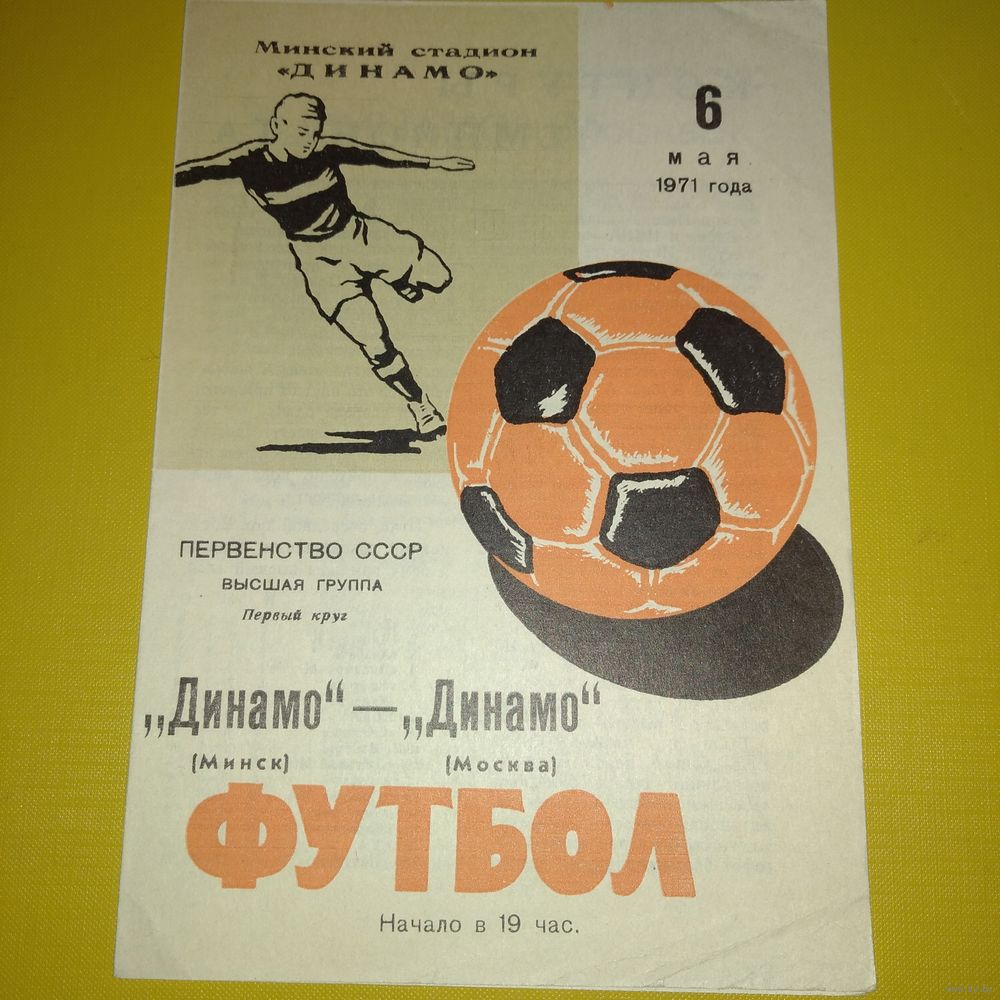 Минский стадион
«ДИНАМО»
6
мая
1971 года
ПЕРВЕНСТВО СССР
ВЫСШАЯ ГРУППА
Первый круг
„Динамо“ — „Динамо“
(Минск) (Москва)
ФУТБОЛ
Начало в 19 час.